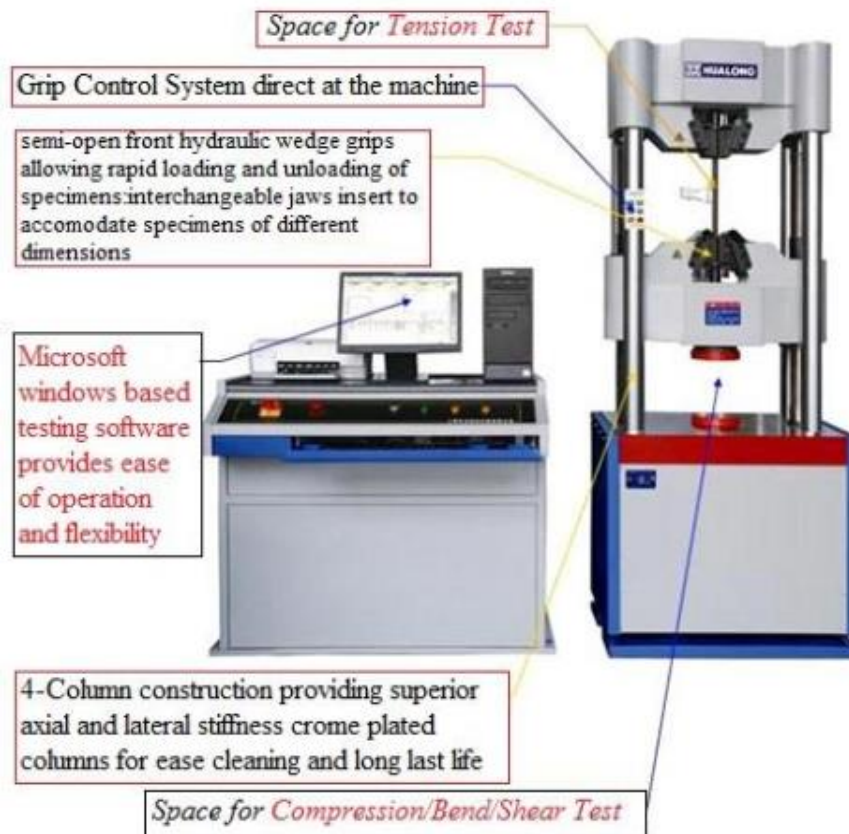 Space for Tension Test
HUALONG
Grip Control System direct at the machine
semi-open front hydraulic wedge grips
allowing rapid loading and unloading of
specimens:interchangeable jaws insert to
accomodate specimens of different
dimensions
Microsoft
windows based
testing software
provides ease
of operation
and flexibility
4-Column construction providing superior
axial and lateral stiffness crome plated
columns for ease cleaning and long last life
Space for Compression/Bend/Shear Test